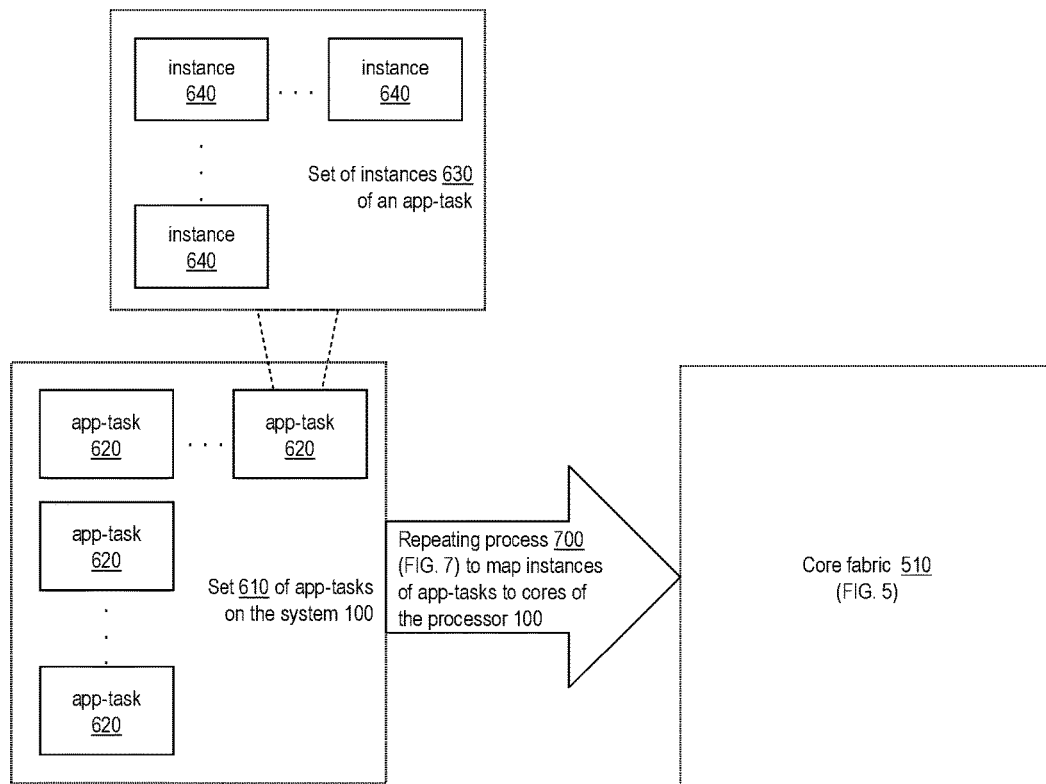 instance
640
. . .
instance
640
.
.
.
Set of instances 630
of an app-task
instance
640
app-task
620
. . .
app-task
620
app-task
620
Set 610 of app-tasks
on the system 100
.
.
.
app-task
620
Repeating process 700
(FIG. 7) to map instances
of app-tasks to cores of
the processor 100
Core fabric 510
(FIG. 5)